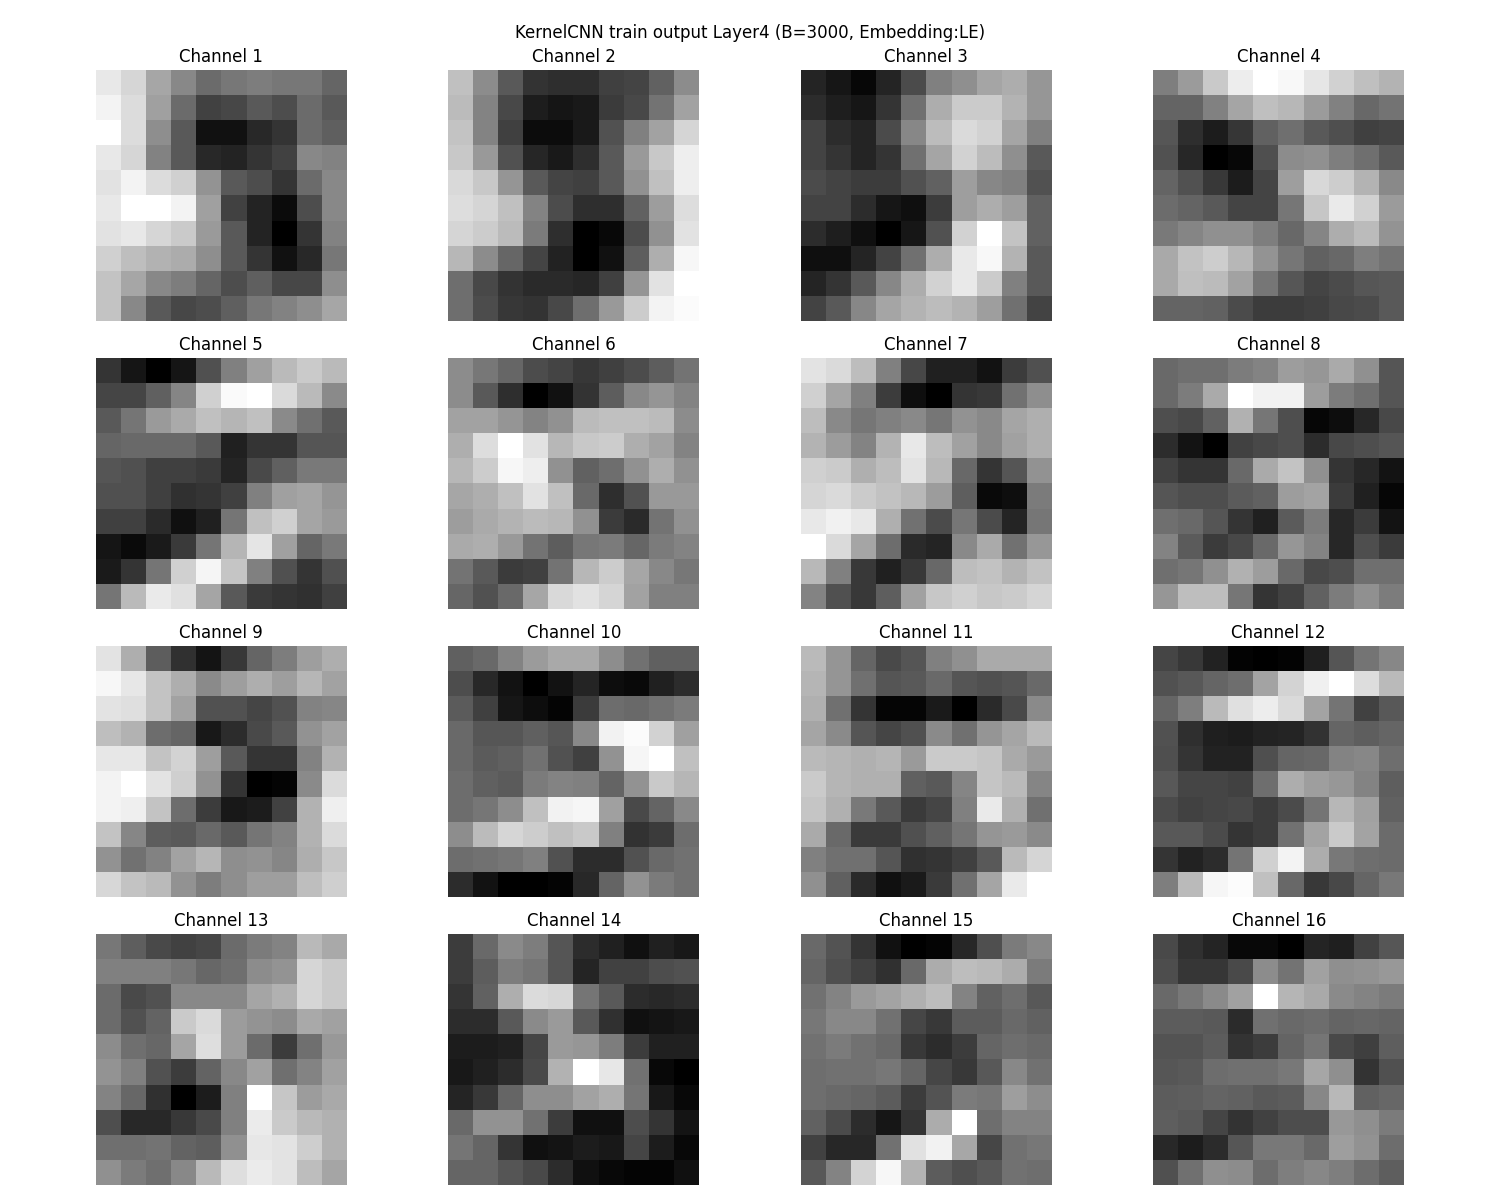 KernelCNN train output Layer4 (B=3000, Embedding:LE)
Channel 1 Channel 2 Channel 3 Channel 4
Channel 5 Channel 6 Channel 7 Channel 8
Channel 9 Channel 10 Channel 11 Channel 12
Channel 13 Channel 14 Channel 15 Channel 16